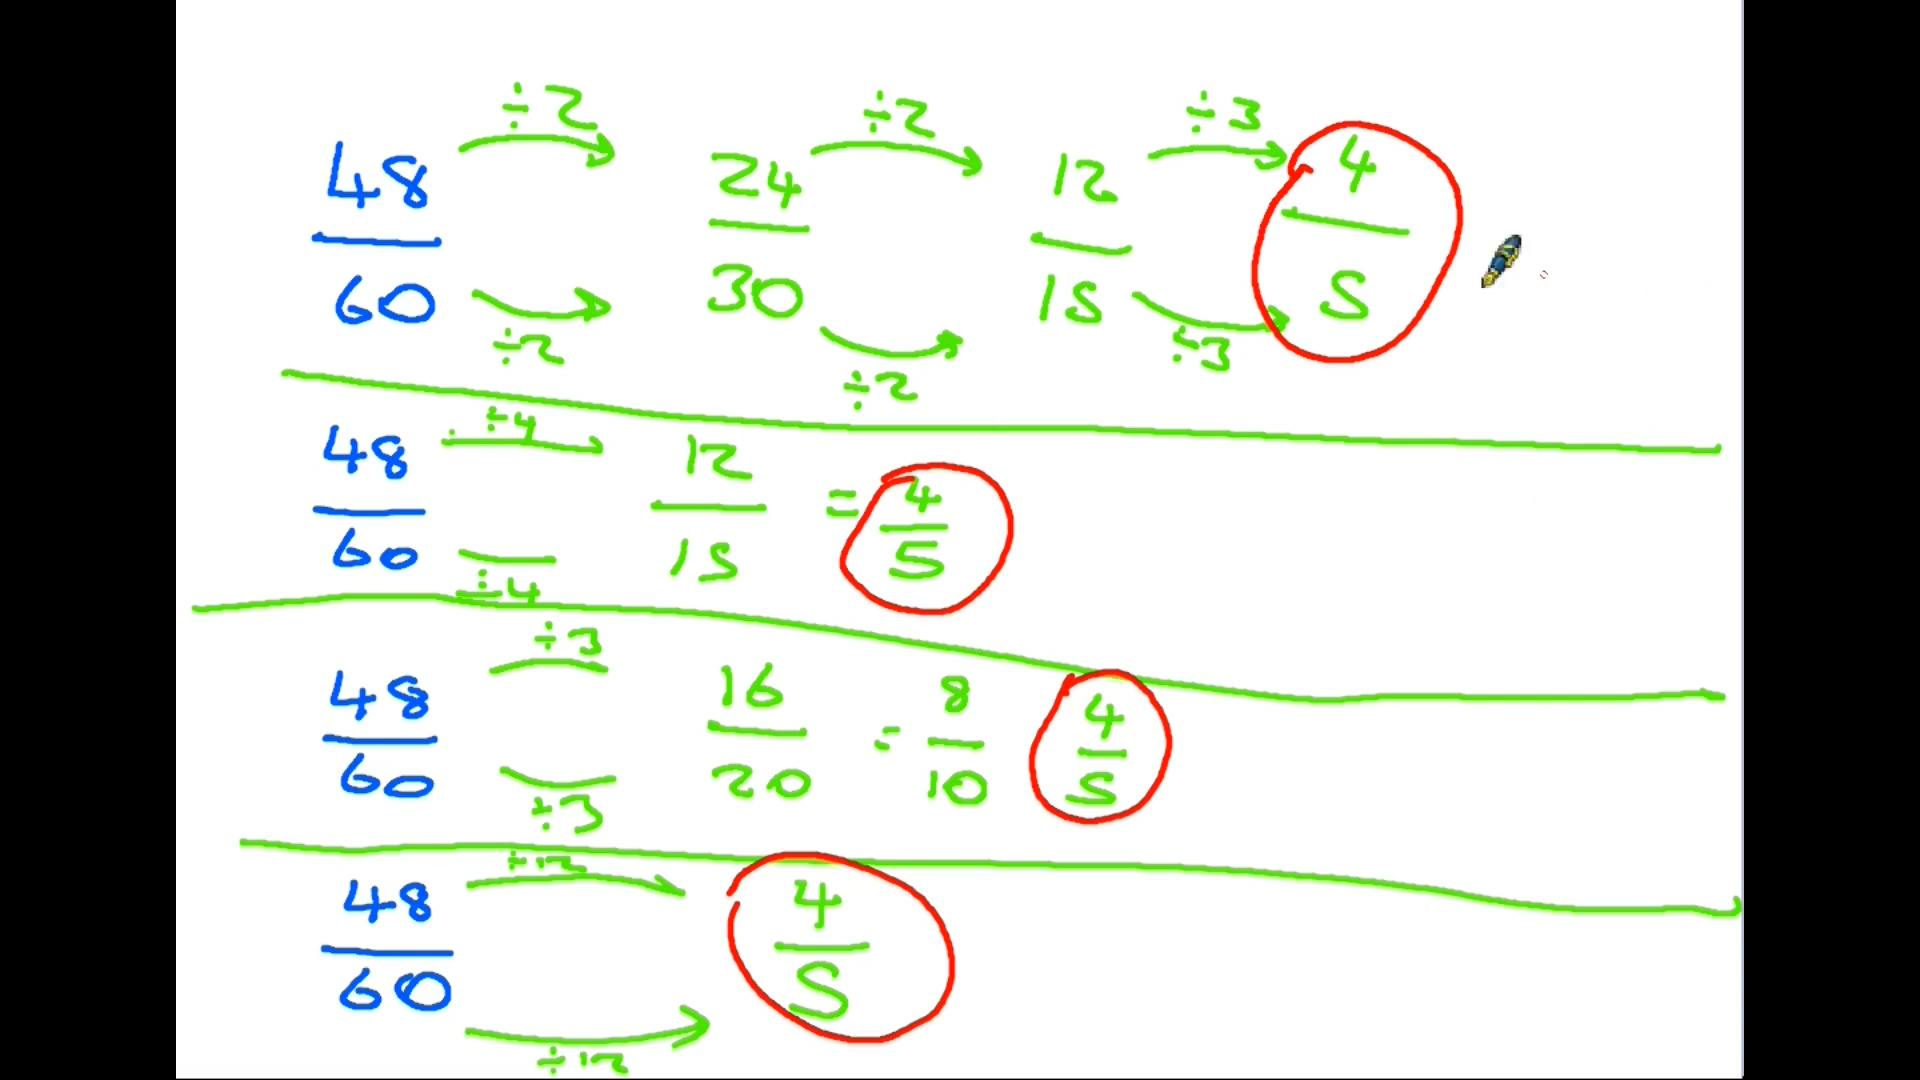 ÷2 ÷2 ÷3
48/60 24/30 12/15 4/5
÷2 ÷2 ÷3
÷4
48/60 12/15 = 4/5
÷4
÷3
48/60 16/20 = 8/10 4/5
÷3
÷12
48/60 4/5
÷12